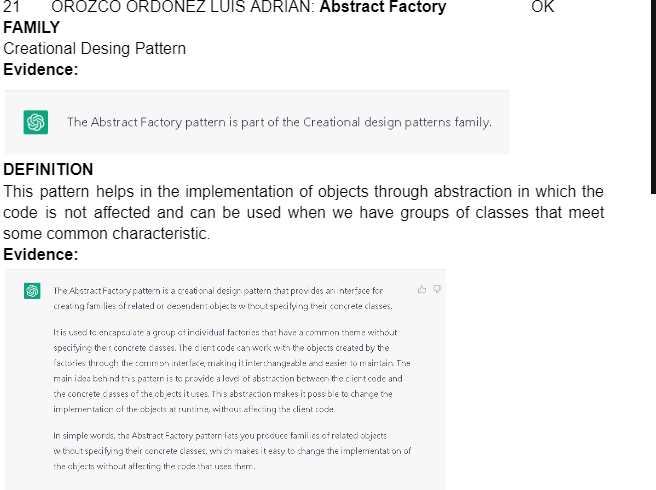 21 OROZCO ORDONEZ LUIS ADRIAN: Abstract Factory OK
FAMILY
Creational Desing Pattern
Evidence:
The Abstract Factory pattern is part of the Creational design patterns family.
DEFINITION
This pattern helps in the implementation of objects through abstraction in which the
code is not affected and can be used when we have groups of classes that meet
some common characteristic.
Evidence:
The Abstract Factory pattern is a creational design pattern that provides an interface for
creating families of related or dependent objects without specifying their concrete classes.
It is used to encapsulate a group of individual factories that have a common theme without
specifying their concrete classes. The client code can work with the objects created by the
factories through the common interface, making it interchangeable and easier to maintain. The
main idea behind this pattern is to provide a level of abstraction between the client code and
the concrete classes of the objects it uses. This abstraction makes it possible to change the
implementation of the objects at runtime, without affecting the client code.
In simple words, the Abstract Factory pattern lets you produce families of related objects
without specifying their concrete classes, which makes it easy to change the implementation of
the objects without affecting the code that uses them.